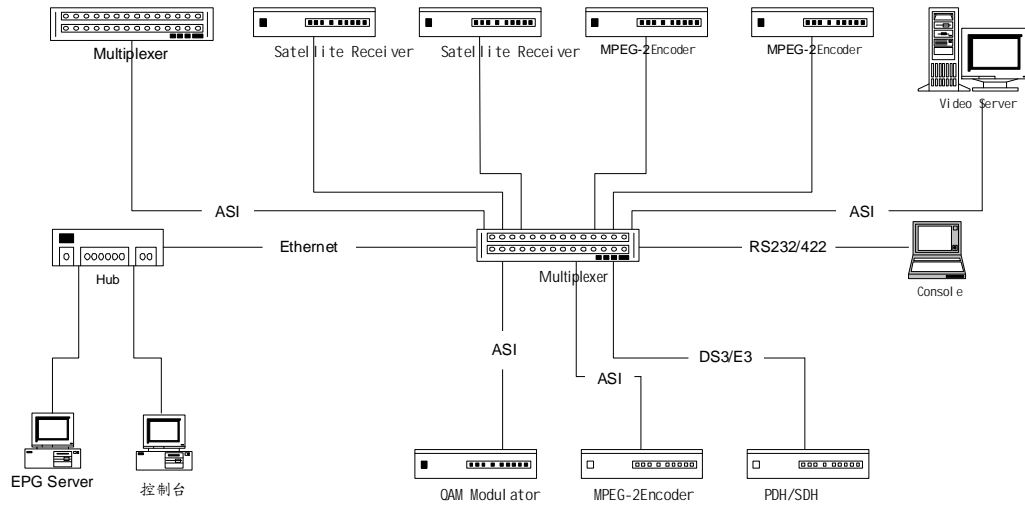 Multiplexer
Satellite Receiver
Satellite Receiver
MPEG-2Encoder
MPEG-2Encoder
Video Server
ASI
ASI
Ethernet
RS232/422
Hub
Multiplexer
Console
ASI
DS3/E3
ASI
EPG Server
控制台
QAM Modulator
MPEG-2Encoder
PDH/SDH